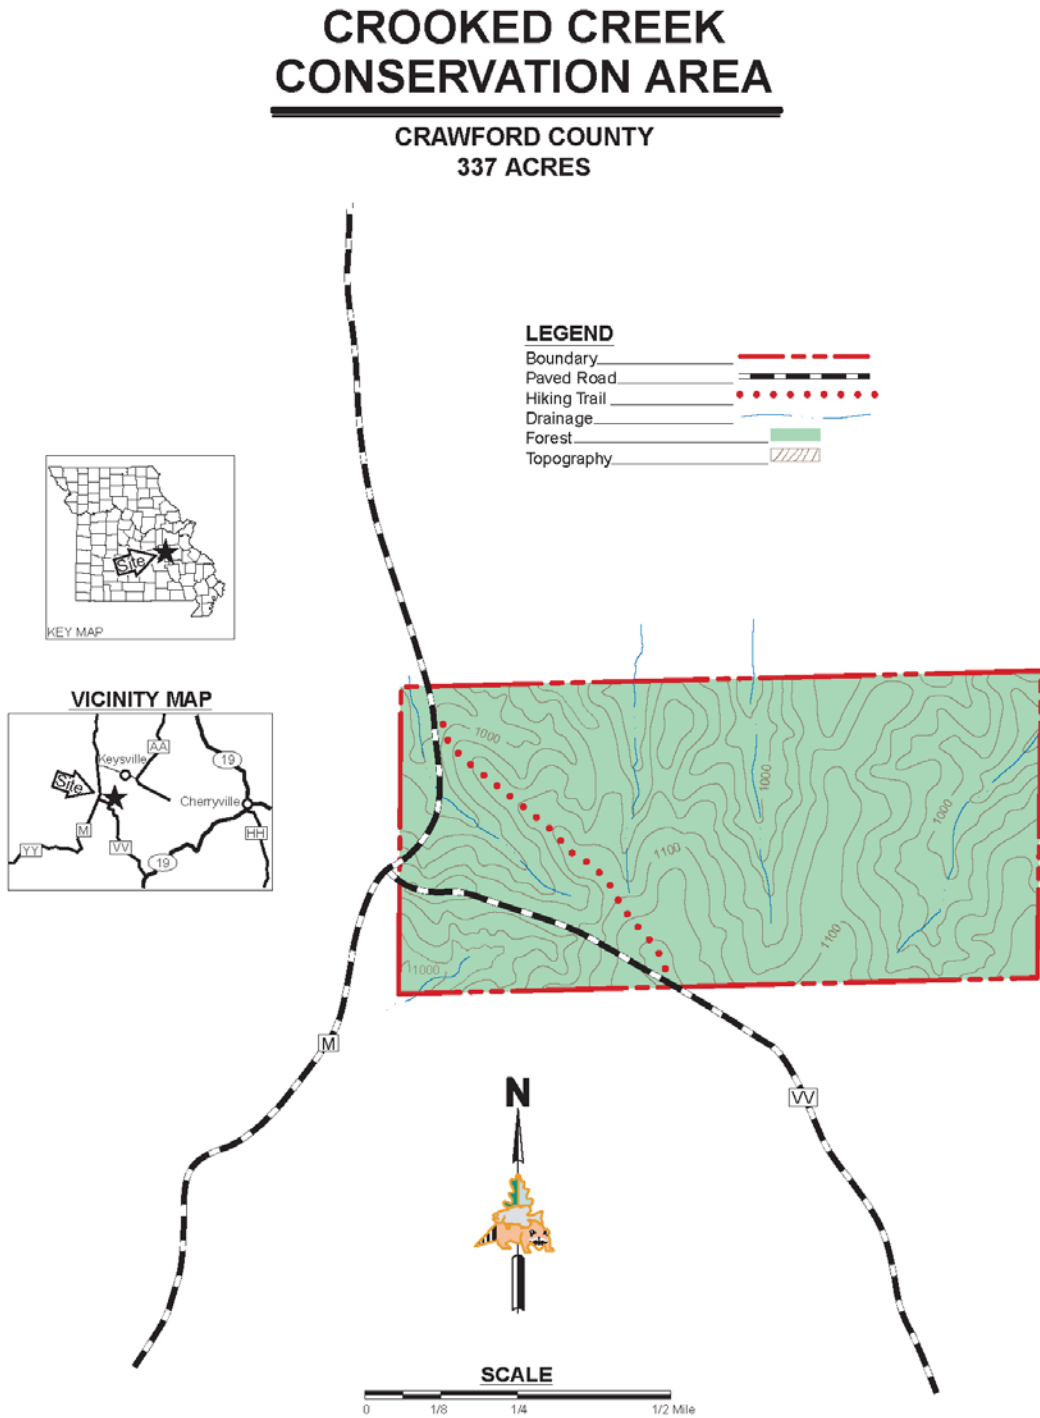 CROOKED CREEK
CONSERVATION AREA
CRAWFORD COUNTY
337 ACRES
LEGEND
Boundary
Paved Road
Hiking Trail
Drainage
Forest
Topography
Site
KEY MAP
VICINITY MAP
AA
Keysville
19
Site
Cherryville
M
HH
YY
VV
19
1000
1000
1000
1100
1100
1000
M
VV
N
SCALE
0 1/8 1/4 1/2 Mile